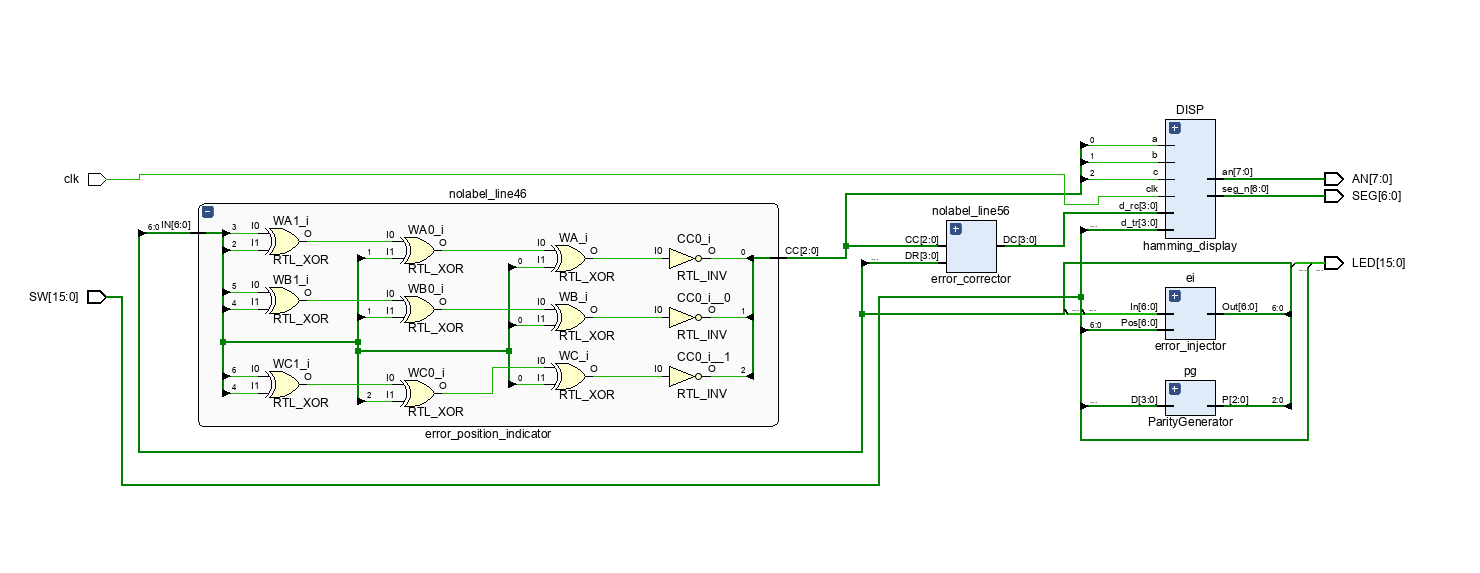 clk
SW[15:0]
nolabel_line46
6:0 IN[6:0]
3 I0 WA1_i O
2 I1 RTL_XOR
I0 WA0_i O
1 I1 RTL_XOR
I0 WA_i O
0 I1 RTL_XOR
I0 CC0_i O 0
RTL_INV
5 I0 WB1_i O
4 I1 RTL_XOR
I0 WB0_i O
1 I1 RTL_XOR
I0 WB_i O
0 I1 RTL_XOR
I0 CC0_i__0 O 1
RTL_INV
6 I0 WC1_i O
4 I1 RTL_XOR
I0 WC0_i O
2 I1 RTL_XOR
I0 WC_i O
0 I1 RTL_XOR
I0 CC0_i__1 O 2
RTL_INV
CC[2:0]
error_position_indicator
nolabel_line56
CC[2:0] DC[3:0]
... DR[3:0]
error_corrector
DISP
0 a
1 b
2 c
clk
d_rc[3:0]
... d_tr[3:0]
an[7:0]
seg_n[6:0]
hamming_display
AN[7:0]
SEG[6:0]
LED[15:0]
... ...
ei
... ... In[6:0] Out[6:0] 6:0
6:0 Pos[6:0]
error_injector
pg
... D[3:0] P[2:0] 2:0
ParityGenerator